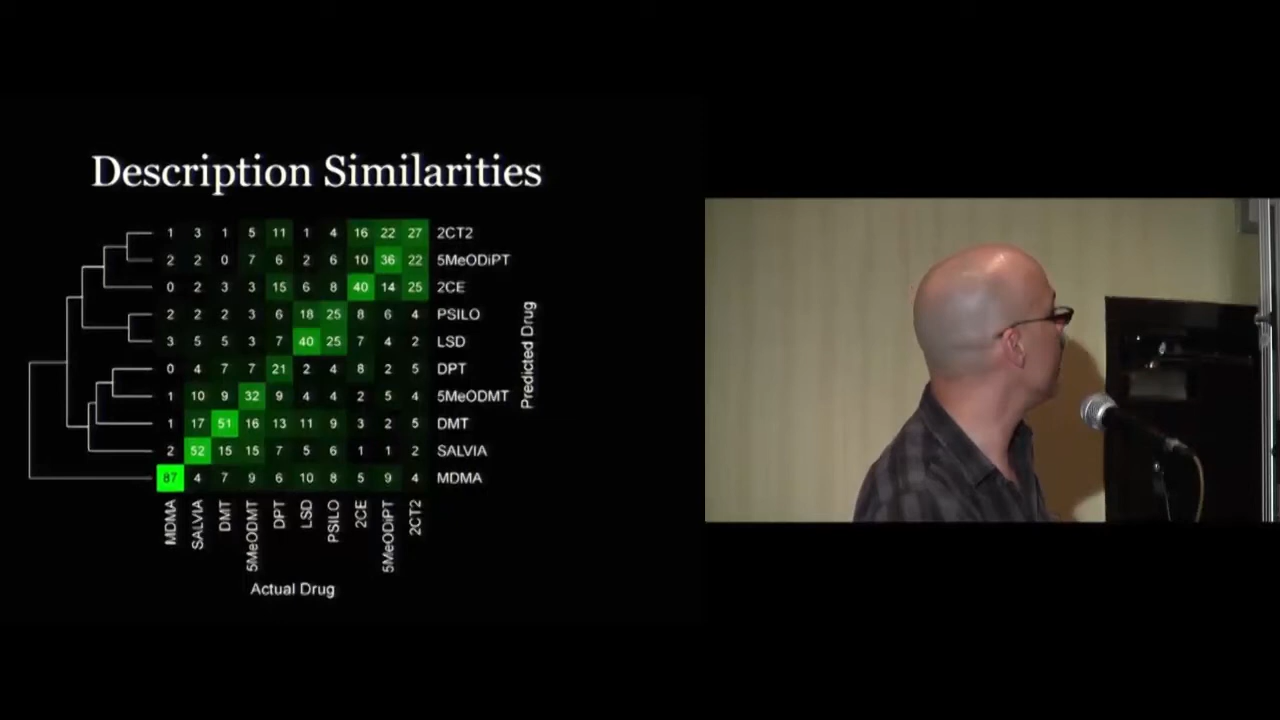 Description Similarities
1 3 1 5 11 1 4 16 22 27 2CT2
2 2 0 7 6 2 6 10 36 22 5MeODiPT
0 2 3 3 15 6 8 40 14 25 2CE
2 2 2 3 6 18 25 8 6 4 PSILO
3 5 5 3 7 40 25 7 4 2 LSD
0 4 7 7 21 2 4 8 2 5 DPT
1 10 9 32 9 4 4 2 5 4 5MeODMT
1 17 51 16 13 11 9 3 2 5 DMT
2 52 15 15 7 5 6 1 1 2 SALVIA
87 4 7 9 6 10 8 5 9 4 MDMA
Predicted Drug
MDMA SALVIA DMT 5MeODMT DPT LSD PSILO 2CE 5MeODiPT 2CT2
Actual Drug